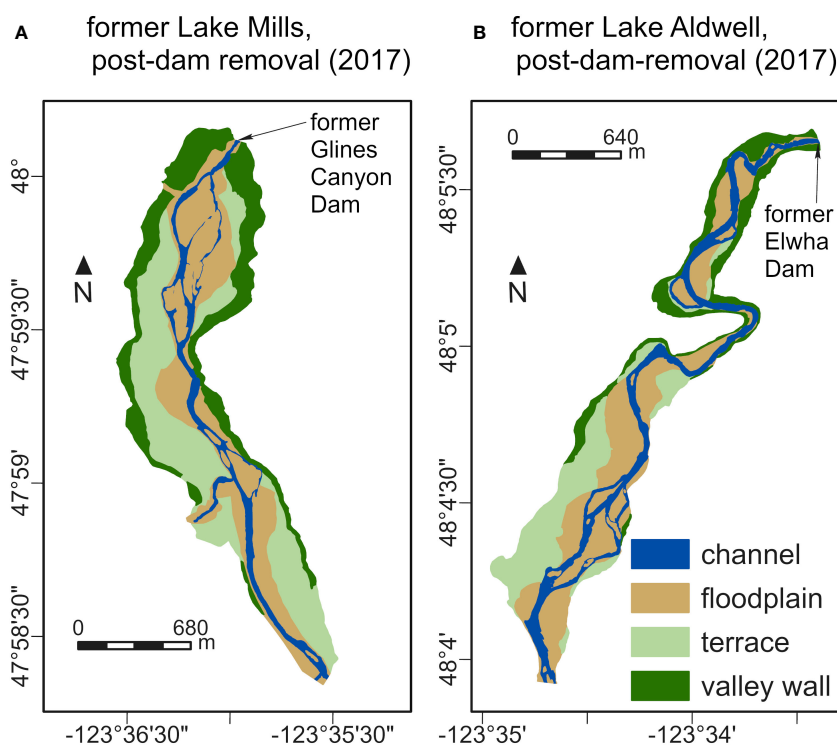 A
former Lake Mills,
post-dam removal (2017)
former
Glines
Canyon
Dam
N
48°
47°59'30"
47°59'
47°58'30"
0 680
m
-123°36'30"
-123°35'30"
B
former Lake Aldwell,
post-dam-removal (2017)
0 640
m
former
Elwha
Dam
N
48°5'30"
48°5'
48°4'30"
48°4'
channel
floodplain
terrace
valley wall
-123°35'
-123°34'